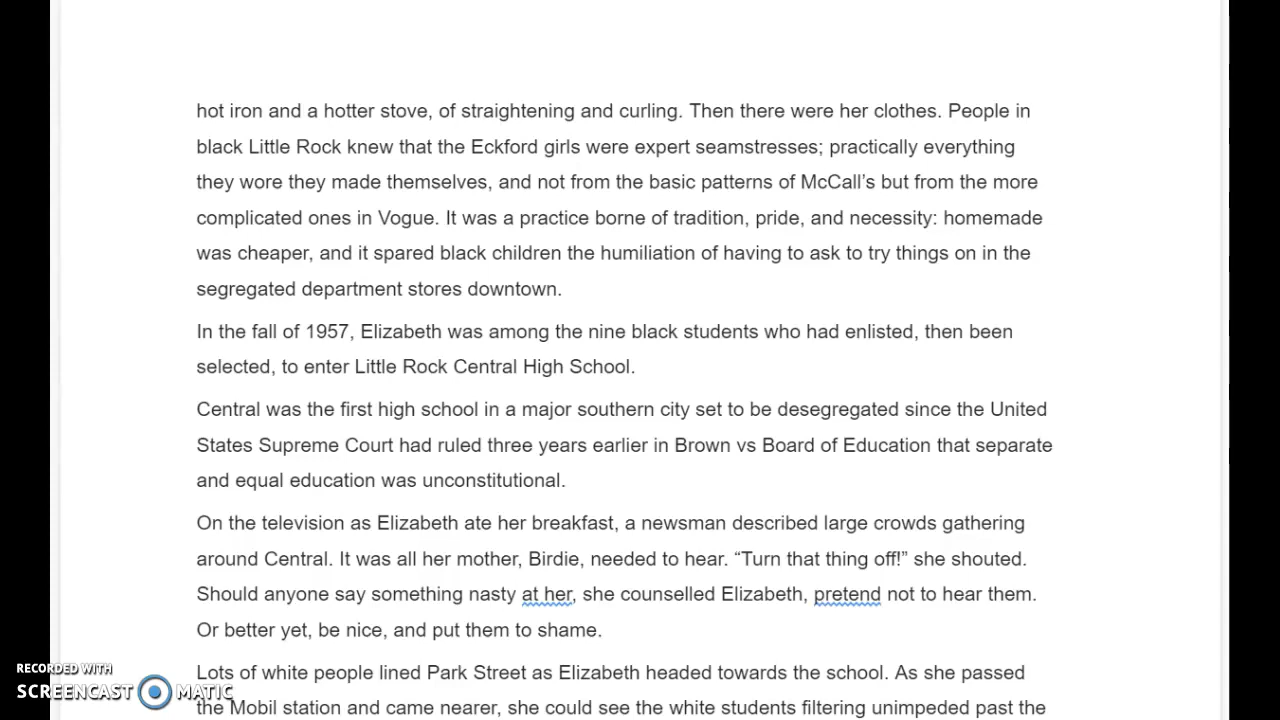 hot iron and a hotter stove, of straightening and curling. Then there were her clothes. People in
black Little Rock knew that the Eckford girls were expert seamstresses; practically everything
they wore they made themselves, and not from the basic patterns of McCall’s but from the more
complicated ones in Vogue. It was a practice borne of tradition, pride, and necessity: homemade
was cheaper, and it spared black children the humiliation of having to ask to try things on in the
segregated department stores downtown.
In the fall of 1957, Elizabeth was among the nine black students who had enlisted, then been
selected, to enter Little Rock Central High School.
Central was the first high school in a major southern city set to be desegregated since the United
States Supreme Court had ruled three years earlier in Brown vs Board of Education that separate
and equal education was unconstitutional.
On the television as Elizabeth ate her breakfast, a newsman described large crowds gathering
around Central. It was all her mother, Birdie, needed to hear. “Turn that thing off!” she shouted.
Should anyone say something nasty at her, she counselled Elizabeth, pretend not to hear them.
Or better yet, be nice, and put them to shame.
Lots of white people lined Park Street as Elizabeth headed towards the school. As she passed
the Mobil station and came nearer, she could see the white students filtering unimpeded past the
RECORDED WITH
SCREENCAST MATIC